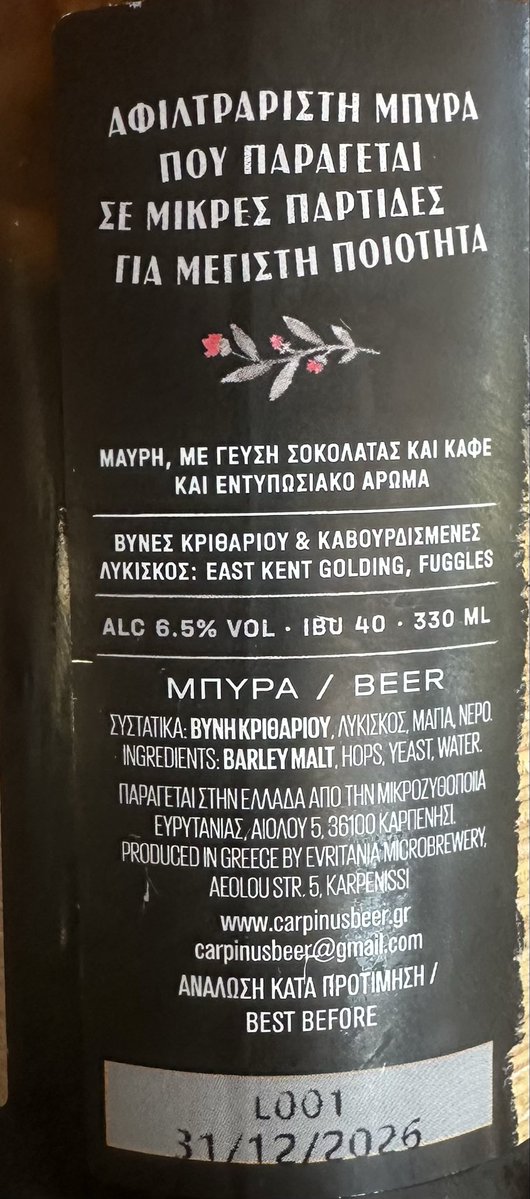 ΑΦΙΛΤΡΑΡΙΣΤΗ ΜΠΥΡΑ
ΠΟΥ ΠΑΡΑΓΕΤΑΙ
ΣΕ ΜΙΚΡΕΣ ΠΑΡΤΙΔΕΣ
ΓΙΑ ΜΕΓΙΣΤΗ ΠΟΙΟΤΗΤΑ
ΜΑΥΡΗ, ΜΕ ΓΕΥΣΗ ΣΟΚΟΛΑΤΑΣ ΚΑΙ ΚΑΦΕ
ΚΑΙ ΕΝΤΥΠΩΣΙΑΚΟ ΑΡΩΜΑ
ΒΥΝΕΣ ΚΡΙΘΑΡΙΟΥ & ΚΑΒΟΥΡΔΙΣΜΕΝΕΣ
ΛΥΚΙΣΚΟΣ: EAST KENT GOLDING, FUGGLES
ALC 6.5% VOL · IBU 40 · 330 ML
ΜΠΥΡΑ / BEER
ΣΥΣΤΑΤΙΚΑ: ΒΥΝΗ ΚΡΙΘΑΡΙΟΥ, ΛΥΚΙΣΚΟΣ, ΜΑΓΙΑ, ΝΕΡΟ.
INGREDIENTS: BARLEY MALT, HOPS, YEAST, WATER.
ΠΑΡΑΓΕΤΑΙ ΣΤΗΝ ΕΛΛΑΔΑ ΑΠΟ ΤΗΝ ΜΙΚΡΟΖΥΘΟΠΟΙΙΑ
ΕΥΡΥΤΑΝΙΑΣ, ΑΙΟΛΟΥ 5, 36100 ΚΑΡΠΕΝΗΣΙ.
PRODUCED IN GREECE BY EVRITANIA MICROBREWERY,
AEOLOU STR. 5, KARPENISSI
www.carpinusbeer.gr
carpinusbeer@gmail.com
ΑΝΑΛΩΣΗ ΚΑΤΑ ΠΡΟΤΙΜΗΣΗ /
BEST BEFORE
L001
31/12/2026